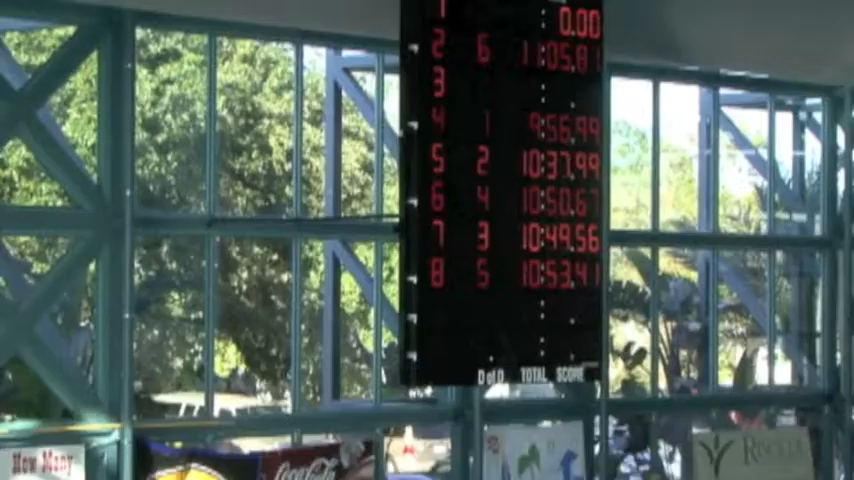 1 0.00
2 6 11:05.81
3
4 1 9:56.99
5 2 10:37.99
6 4 10:50.67
7 3 10:49.56
8 5 10:53.41
D of D TOTAL SCORE
How Many
Coca-Cola